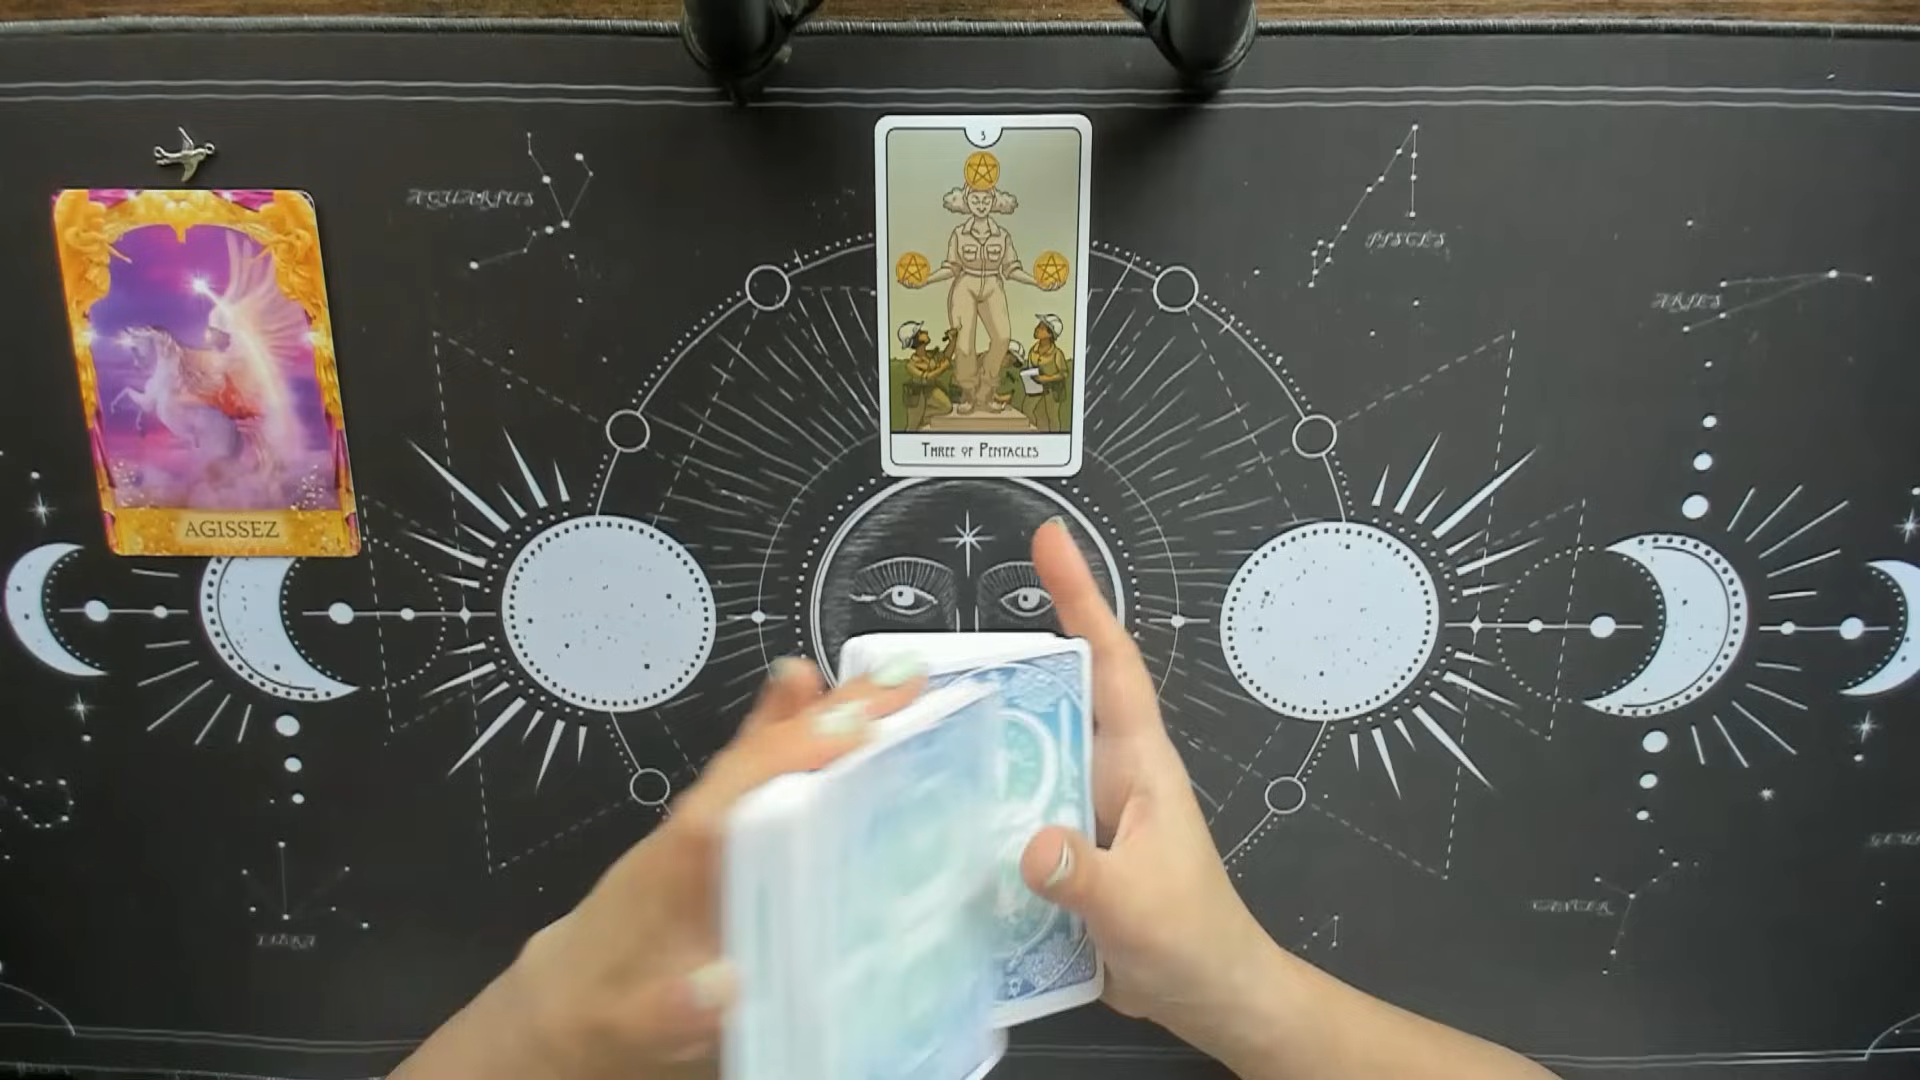 3
AQUARIUS
PISCES
ARIES
THREE OF PENTACLES
AGISSEZ
LIBRA
CANCER